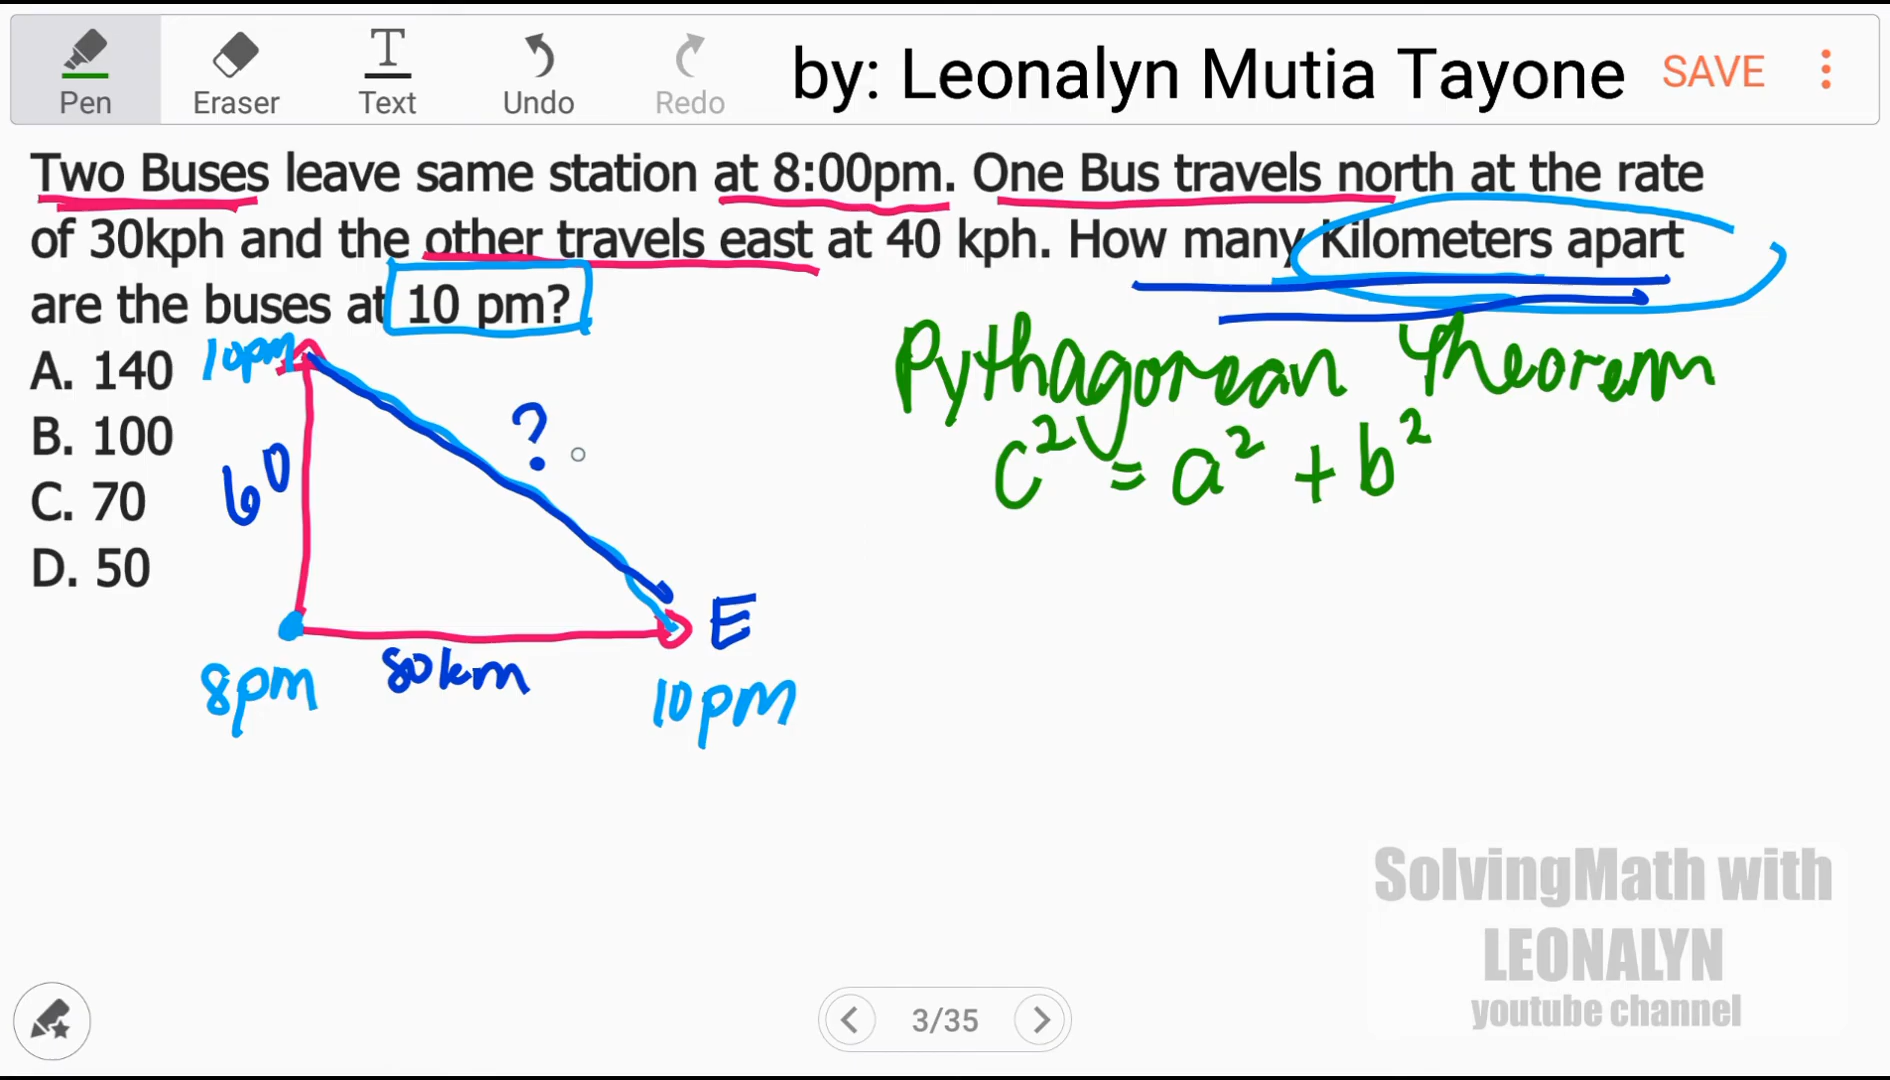 Pen
Eraser
Text
Undo
Redo
by: Leonalyn Mutia Tayone
SAVE
Two Buses leave same station at 8:00pm. One Bus travels north at the rate
of 30kph and the other travels east at 40 kph. How many Kilometers apart
are the buses at 10 pm?
A. 140
B. 100
C. 70
D. 50
10pm
60
?
8pm
80km
E
10pm
Pythagorean Theorem
c² = a² + b²
SolvingMath with
LEONALYN
youtube channel
3/35